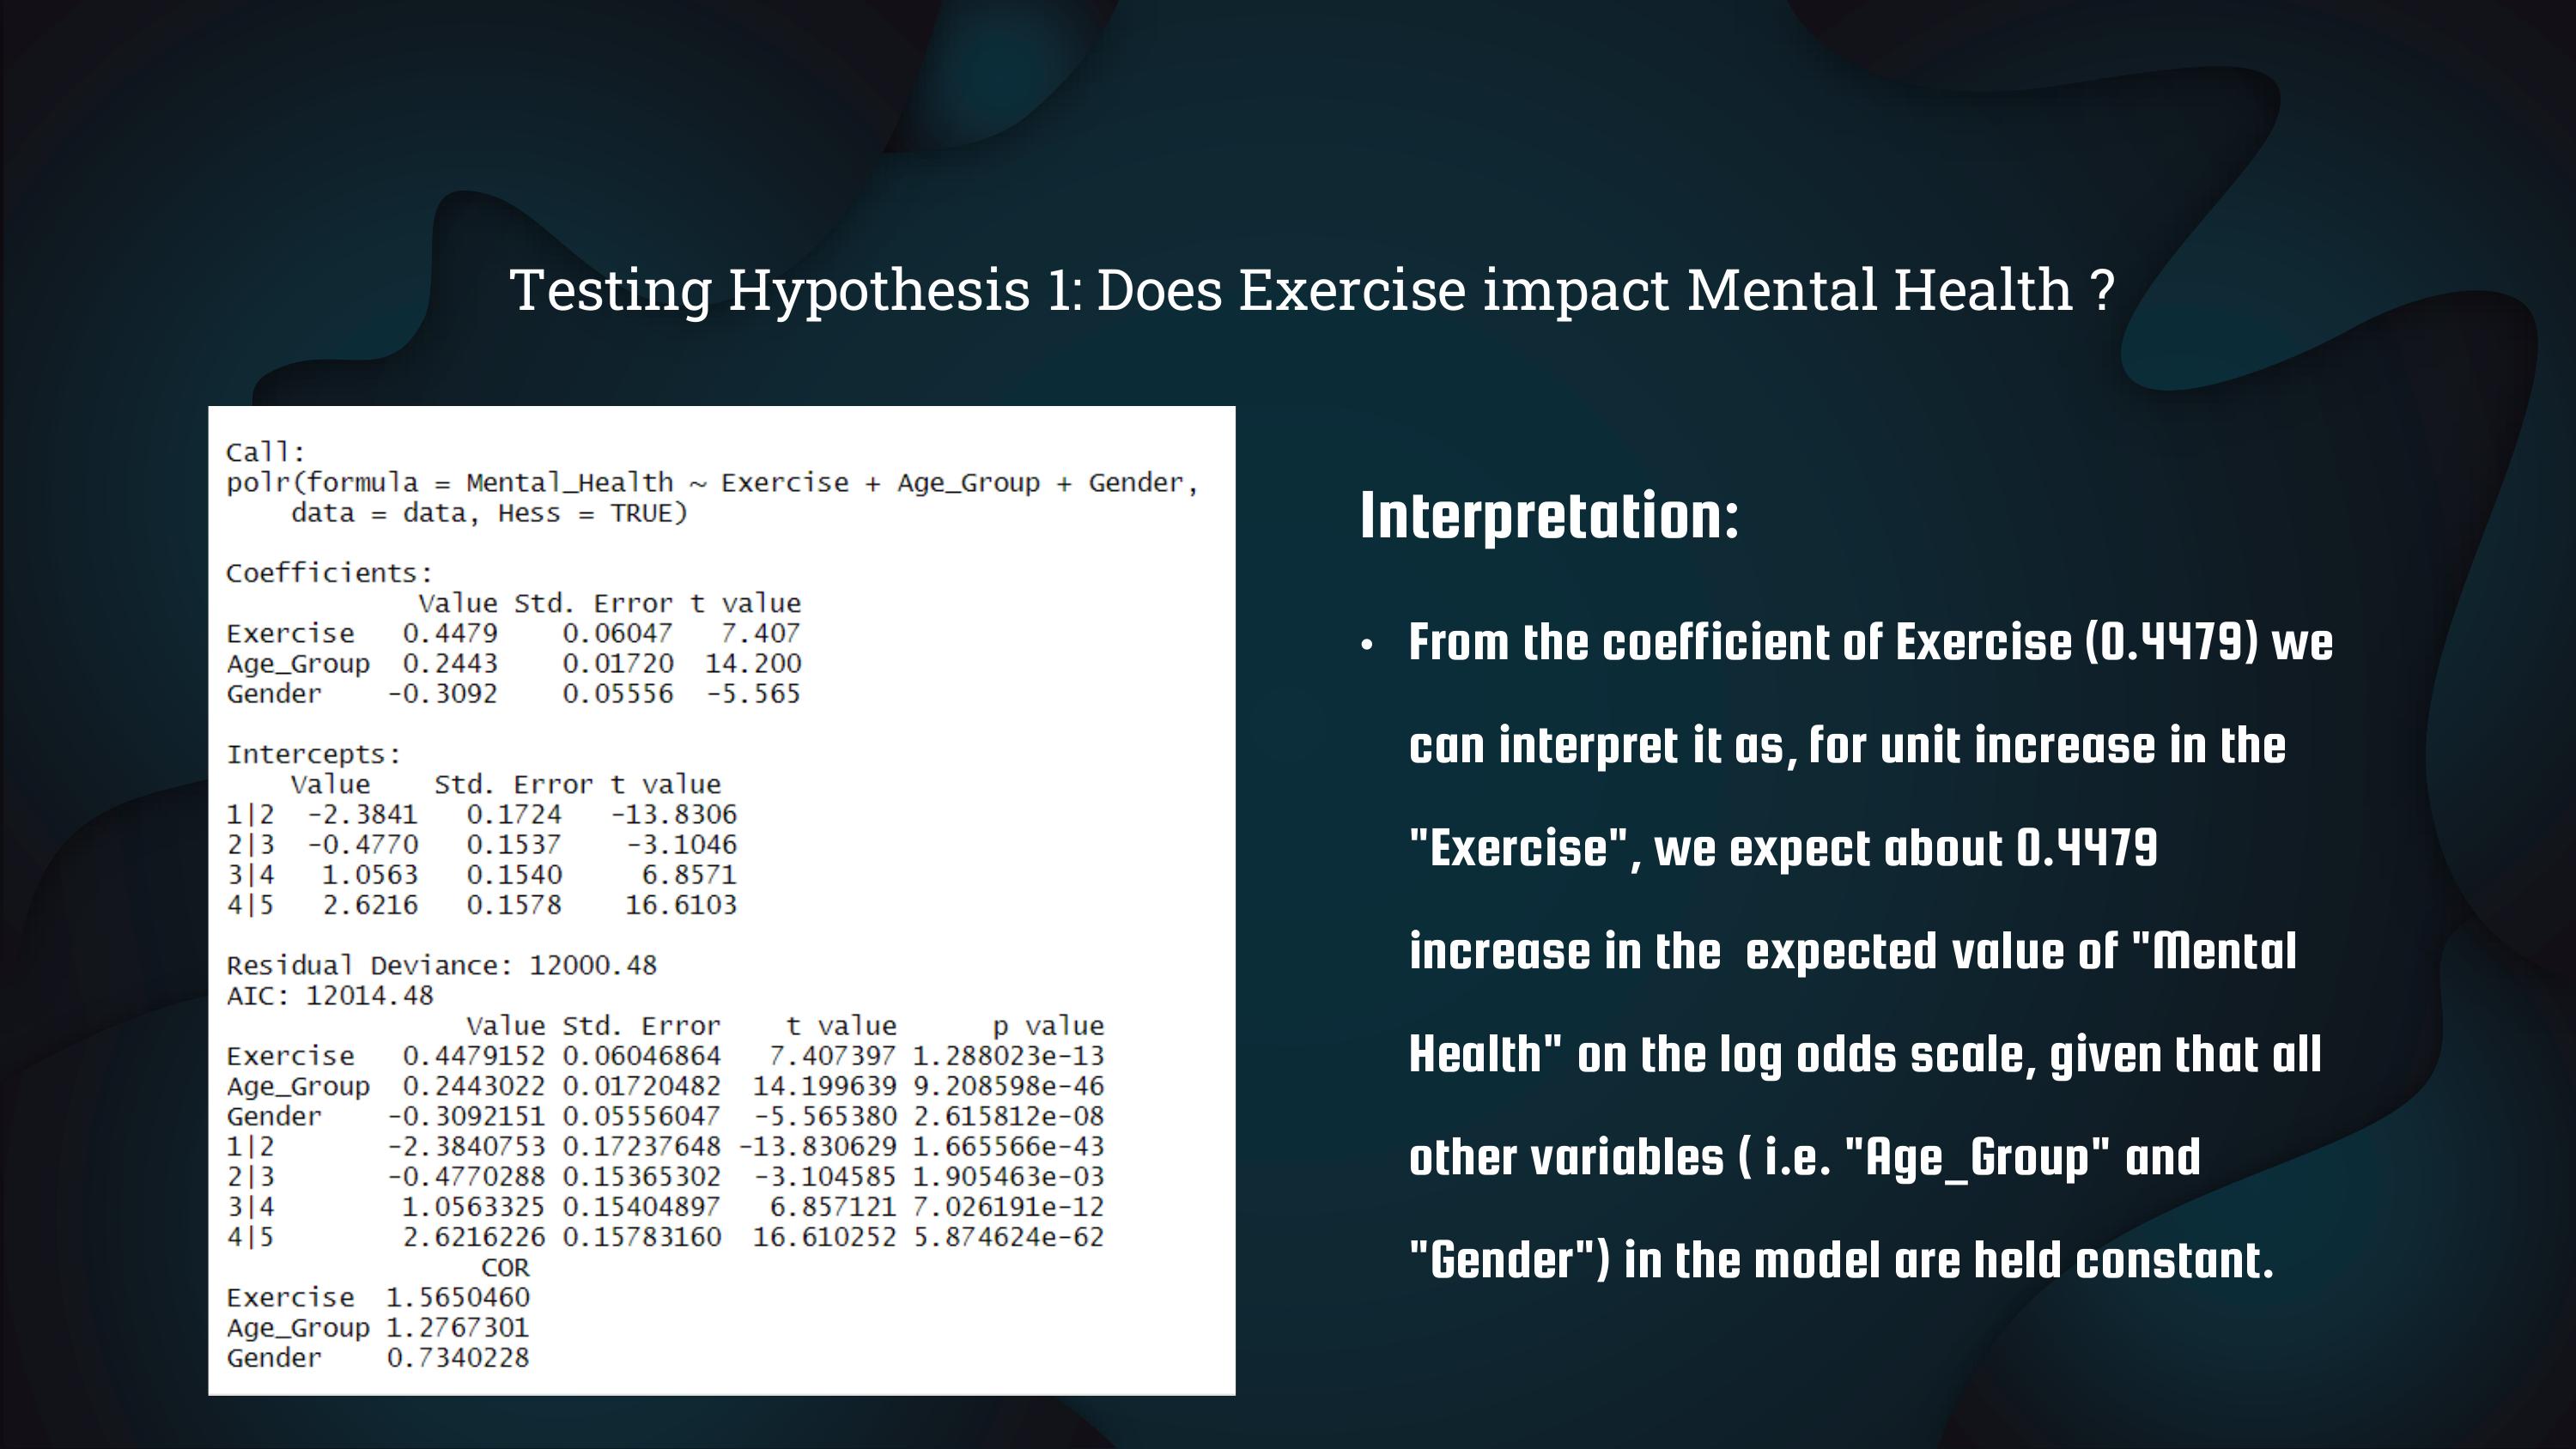 Testing Hypothesis 1: Does Exercise impact Mental Health ?
Call:
polr(formula = Mental_Health ~ Exercise + Age_Group + Gender,
    data = data, Hess = TRUE)
Coefficients:
            Value Std. Error t value
Exercise   0.4479    0.06047   7.407
Age_Group  0.2443    0.01720  14.200
Gender    -0.3092    0.05556  -5.565
Intercepts:
    Value    Std. Error t value
1|2  -2.3841   0.1724   -13.8306
2|3  -0.4770   0.1537    -3.1046
3|4   1.0563   0.1540     6.8571
4|5   2.6216   0.1578    16.6103
Residual Deviance: 12000.48
AIC: 12014.48
               Value Std. Error    t value      p value
Exercise   0.4479152 0.06046864   7.407397 1.288023e-13
Age_Group  0.2443022 0.01720482  14.199639 9.208598e-46
Gender    -0.3092151 0.05556047  -5.565380 2.615812e-08
1|2       -2.3840753 0.17237648 -13.830629 1.665566e-43
2|3       -0.4770288 0.15365302  -3.104585 1.905463e-03
3|4        1.0563325 0.15404897   6.857121 7.026191e-12
4|5        2.6216226 0.15783160  16.610252 5.874624e-62
                COR
Exercise  1.5650460
Age_Group 1.2767301
Gender    0.7340228
Interpretation:
• From the coefficient of Exercise (0.4479) we
can interpret it as, for unit increase in the
"Exercise", we expect about 0.4479
increase in the  expected value of "Mental
Health" on the log odds scale, given that all
other variables ( i.e. "Age_Group" and
"Gender") in the model are held constant.